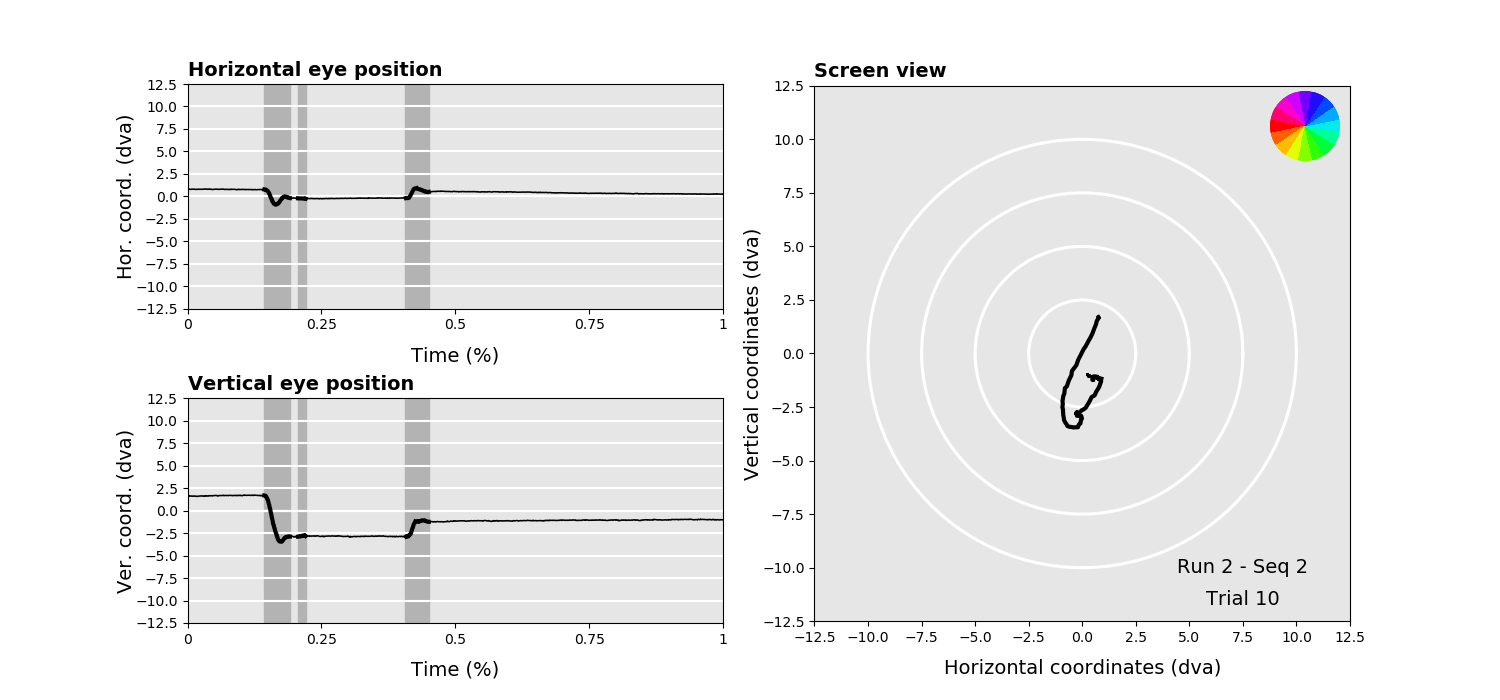 Horizontal eye position
Hor. coord. (dva)
12.5
10.0
7.5
5.0
2.5
0.0
−2.5
−5.0
−7.5
−10.0
−12.5
0 0.25 0.5 0.75 1
Time (%)
Vertical eye position
Ver. coord. (dva)
12.5
10.0
7.5
5.0
2.5
0.0
−2.5
−5.0
−7.5
−10.0
−12.5
0 0.25 0.5 0.75 1
Time (%)
Screen view
Vertical coordinates (dva)
12.5
10.0
7.5
5.0
2.5
0.0
−2.5
−5.0
−7.5
−10.0
−12.5
Run 2 - Seq 2
Trial 10
−12.5 −10.0 −7.5 −5.0 −2.5 0.0 2.5 5.0 7.5 10.0 12.5
Horizontal coordinates (dva)